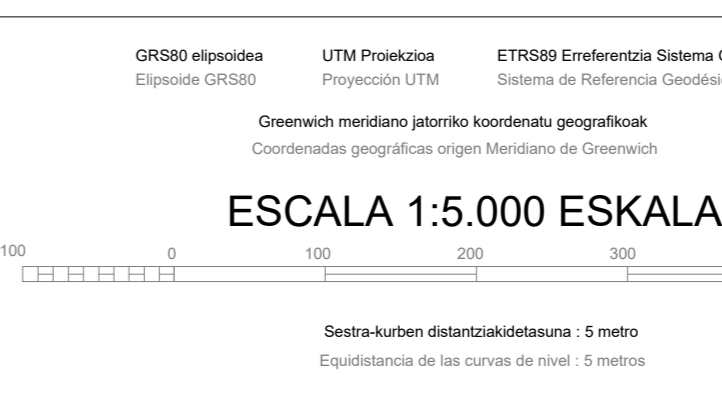 GRS80 elipsoidea UTM Proiekzioa ETRS89 Erreferentzia Sistema
Elipsoide GRS80 Proyección UTM Sistema de Referencia
Greenwich meridiano jatorriko koordenatu geografikoak
Coordenadas geográficas origen Meridiano de Greenwich
ESCALA 1:5.000 ESKALA
100 0 100 200 300
Sestra-kurben distantziakidetasuna : 5 metro
Equidistancia de las curvas de nivel : 5 metros